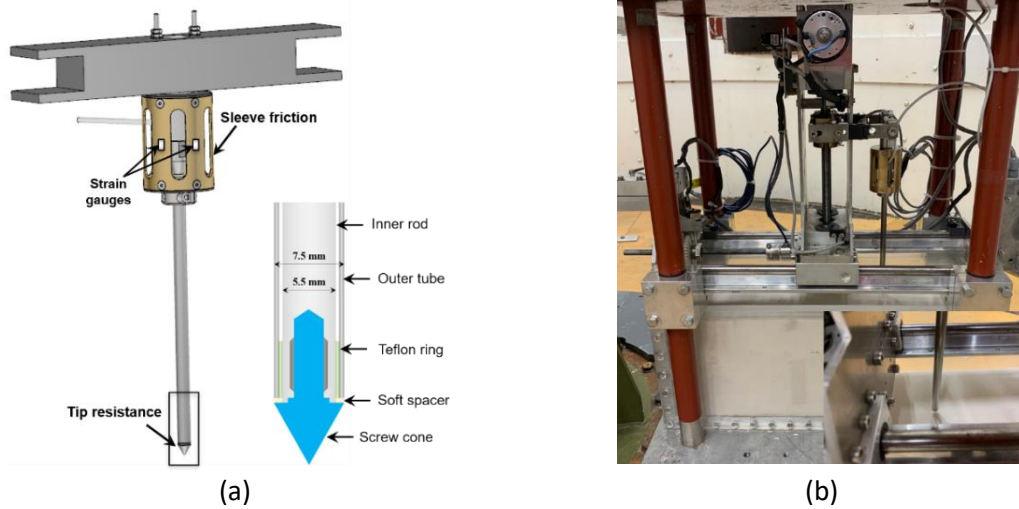 Sleeve friction
Strain
gauges
Tip resistance
Inner rod
7.5 mm
Outer tube
5.5 mm
Teflon ring
Soft spacer
Screw cone
(a)
(b)